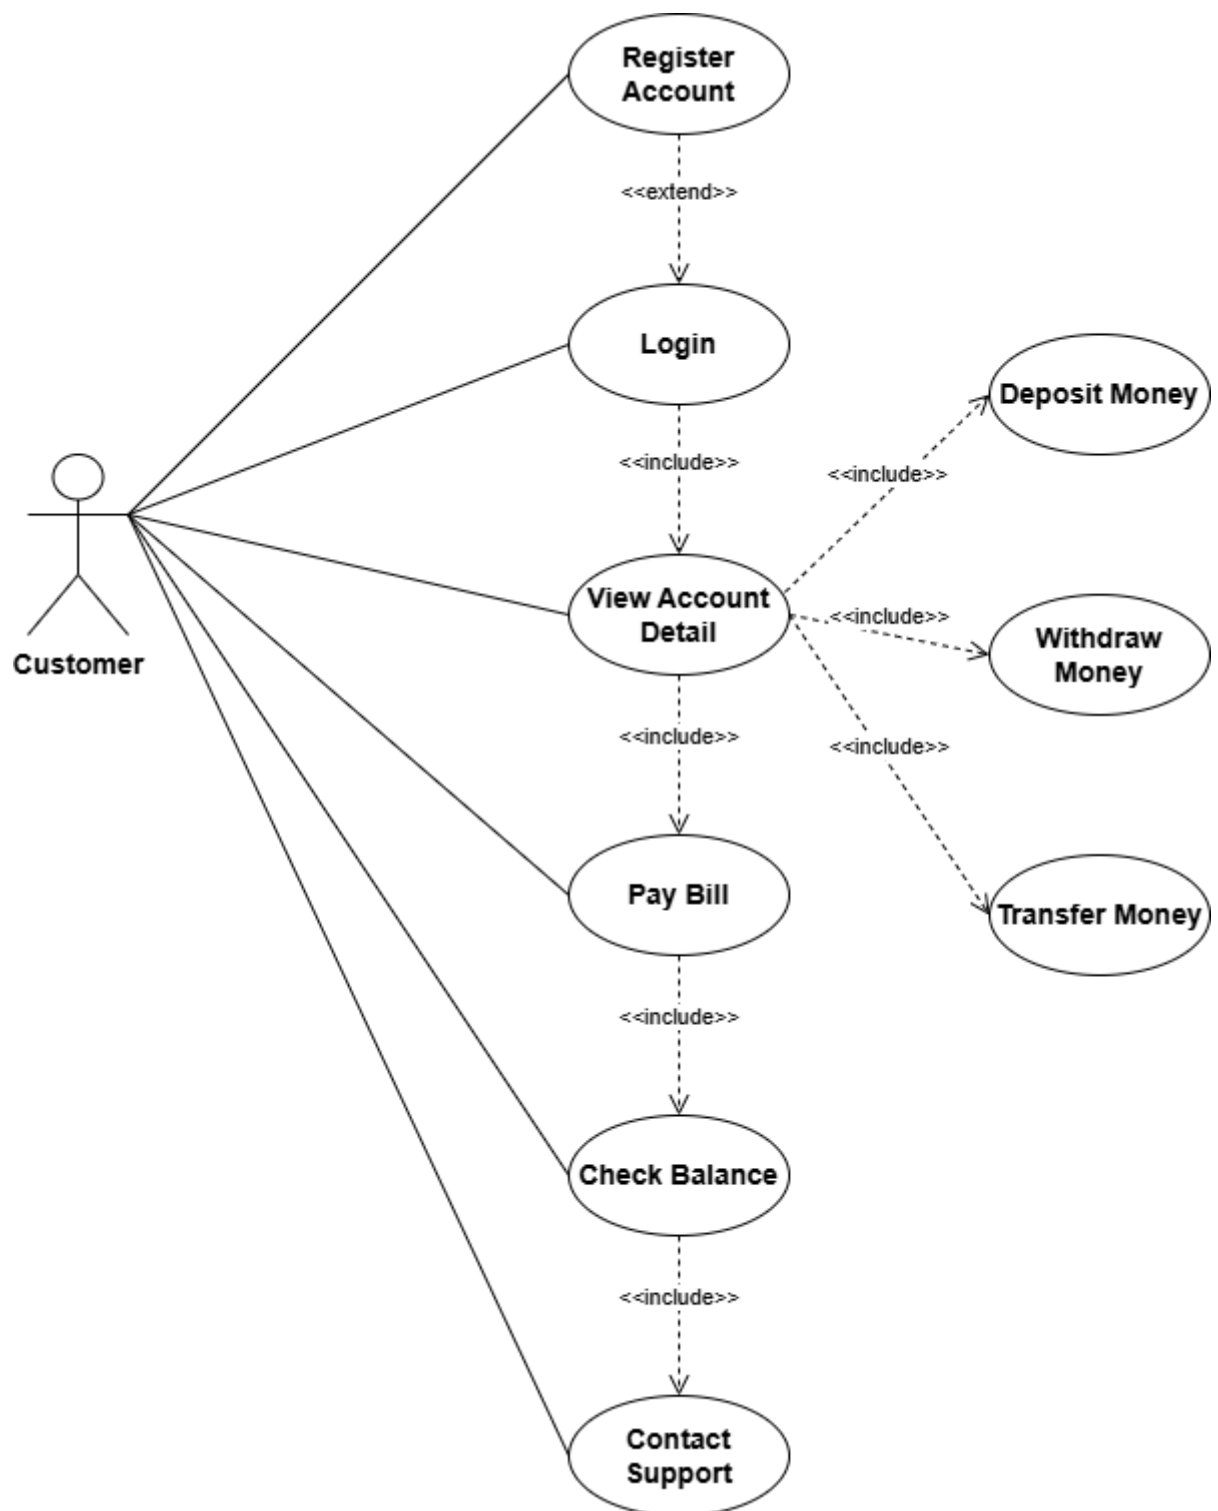 Register
Account
<<extend>>
Login
Deposit Money
<<include>>
<<include>>
View Account
Detail
<<include>>
Withdraw
Money
Customer
<<include>>
<<include>>
Pay Bill
Transfer Money
<<include>>
Check Balance
<<include>>
Contact
Support